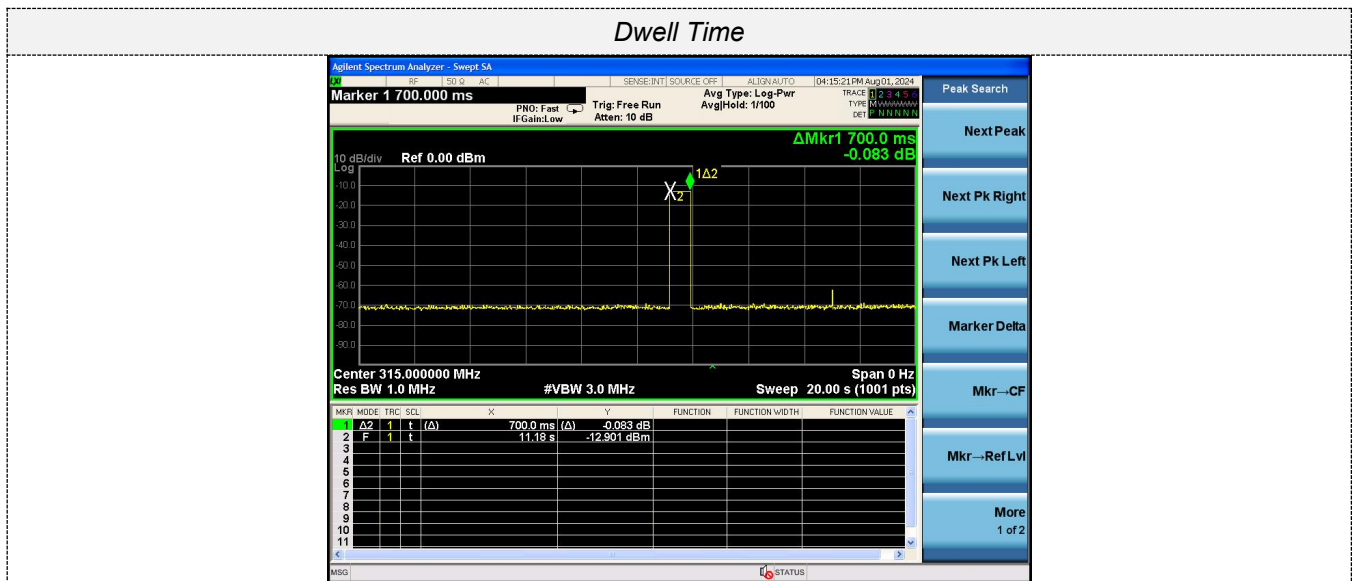 Dwell Time
Agilent Spectrum Analyzer - Swept SA
LXI RF 50 Ω AC SENSE:INT SOURCE OFF ALIGN AUTO 04:15:21 PM Aug 01, 2024
Marker 1 700.000 ms
PNO: Fast
IFGain:Low
Trig: Free Run
Atten: 10 dB
Avg Type: Log-Pwr
Avg|Hold: 1/100
TRACE 1 2 3 4 5 6
TYPE M WWWWW
DET P N N N N N
Peak Search
Next Peak
Next Pk Right
Next Pk Left
Marker Delta
Mkr→CF
Mkr→Ref Lvl
More
1 of 2
ΔMkr1 700.0 ms
-0.083 dB
10 dB/div Ref 0.00 dBm
Log
-10.0
-20.0
-30.0
-40.0
-50.0
-60.0
-70.0
-80.0
-90.0
1Δ2
X2
Center 315.000000 MHz Span 0 Hz
Res BW 1.0 MHz #VBW 3.0 MHz Sweep 20.00 s (1001 pts)
MKR MODE TRC SCL X Y FUNCTION FUNCTION WIDTH FUNCTION VALUE
1 Δ2 1 t (Δ) 700.0 ms (Δ) -0.083 dB
2 F 1 t 11.18 s -12.901 dBm
3
4
5
6
7
8
9
10
11
MSG STATUS